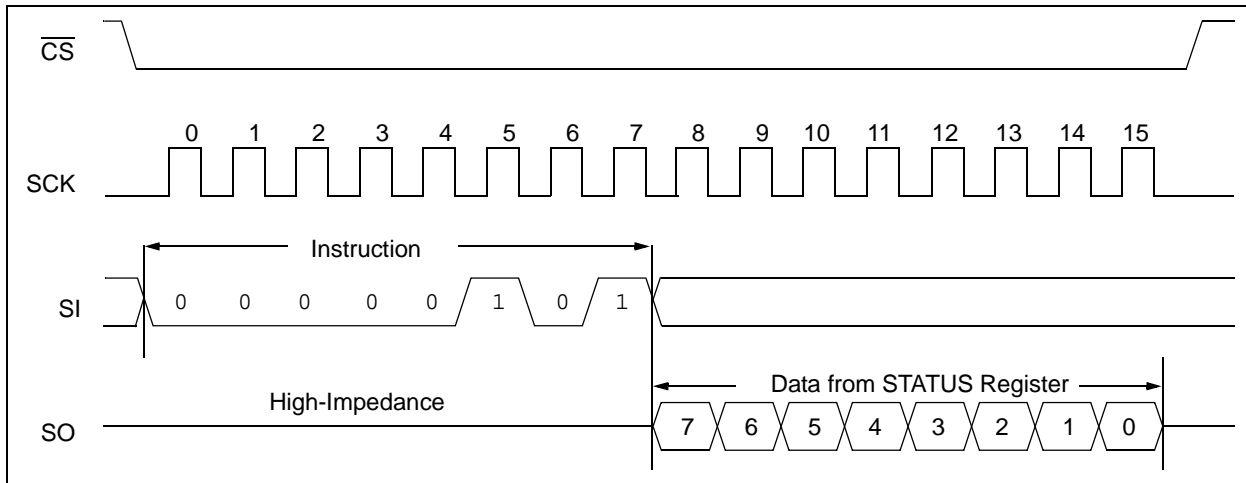 CS
0 1 2 3 4 5 6 7 8 9 10 11 12 13 14 15
SCK
Instruction
SI 0 0 0 0 0 1 0 1
Data from STATUS Register
High-Impedance
SO 7 6 5 4 3 2 1 0